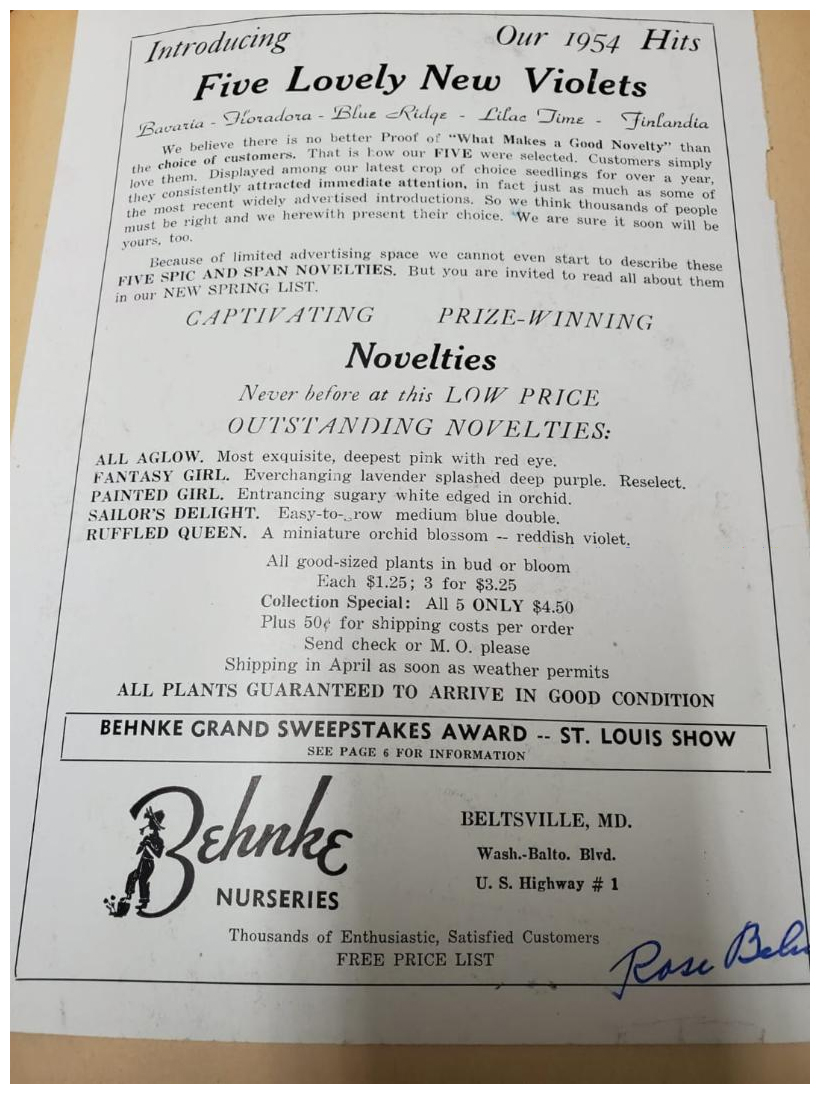 Introducing Our 1954 Hits
Five Lovely New Violets
Bavaria - Floradora - Blue Ridge - Lilac Time - Finlandia
We believe there is no better Proof of "What Makes a Good Novelty" than
the choice of customers. That is how our FIVE were selected. Customers simply
love them. Displayed among our latest crop of choice seedlings for over a year,
they consistently attracted immediate attention, in fact just as much as some of
the most recent widely advertised introductions. So we think thousands of people
must be right and we herewith present their choice. We are sure it soon will be
yours, too.
Because of limited advertising space we cannot even start to describe these
FIVE SPIC AND SPAN NOVELTIES. But you are invited to read all about them
in our NEW SPRING LIST.
CAPTIVATING PRIZE-WINNING
Novelties
Never before at this LOW PRICE
OUTSTANDING NOVELTIES:
ALL AGLOW. Most exquisite, deepest pink with red eye.
FANTASY GIRL. Everchanging lavender splashed deep purple. Reselect.
PAINTED GIRL. Entrancing sugary white edged in orchid.
SAILOR'S DELIGHT. Easy-to-grow medium blue double.
RUFFLED QUEEN. A miniature orchid blossom -- reddish violet.
All good-sized plants in bud or bloom
Each $1.25; 3 for $3.25
Collection Special: All 5 ONLY $4.50
Plus 50¢ for shipping costs per order
Send check or M. O. please
Shipping in April as soon as weather permits
ALL PLANTS GUARANTEED TO ARRIVE IN GOOD CONDITION
BEHNKE GRAND SWEEPSTAKES AWARD -- ST. LOUIS SHOW
SEE PAGE 6 FOR INFORMATION
Behnke
NURSERIES
BELTSVILLE, MD.
Wash.-Balto. Blvd.
U. S. Highway # 1
Thousands of Enthusiastic, Satisfied Customers
FREE PRICE LIST
Rose